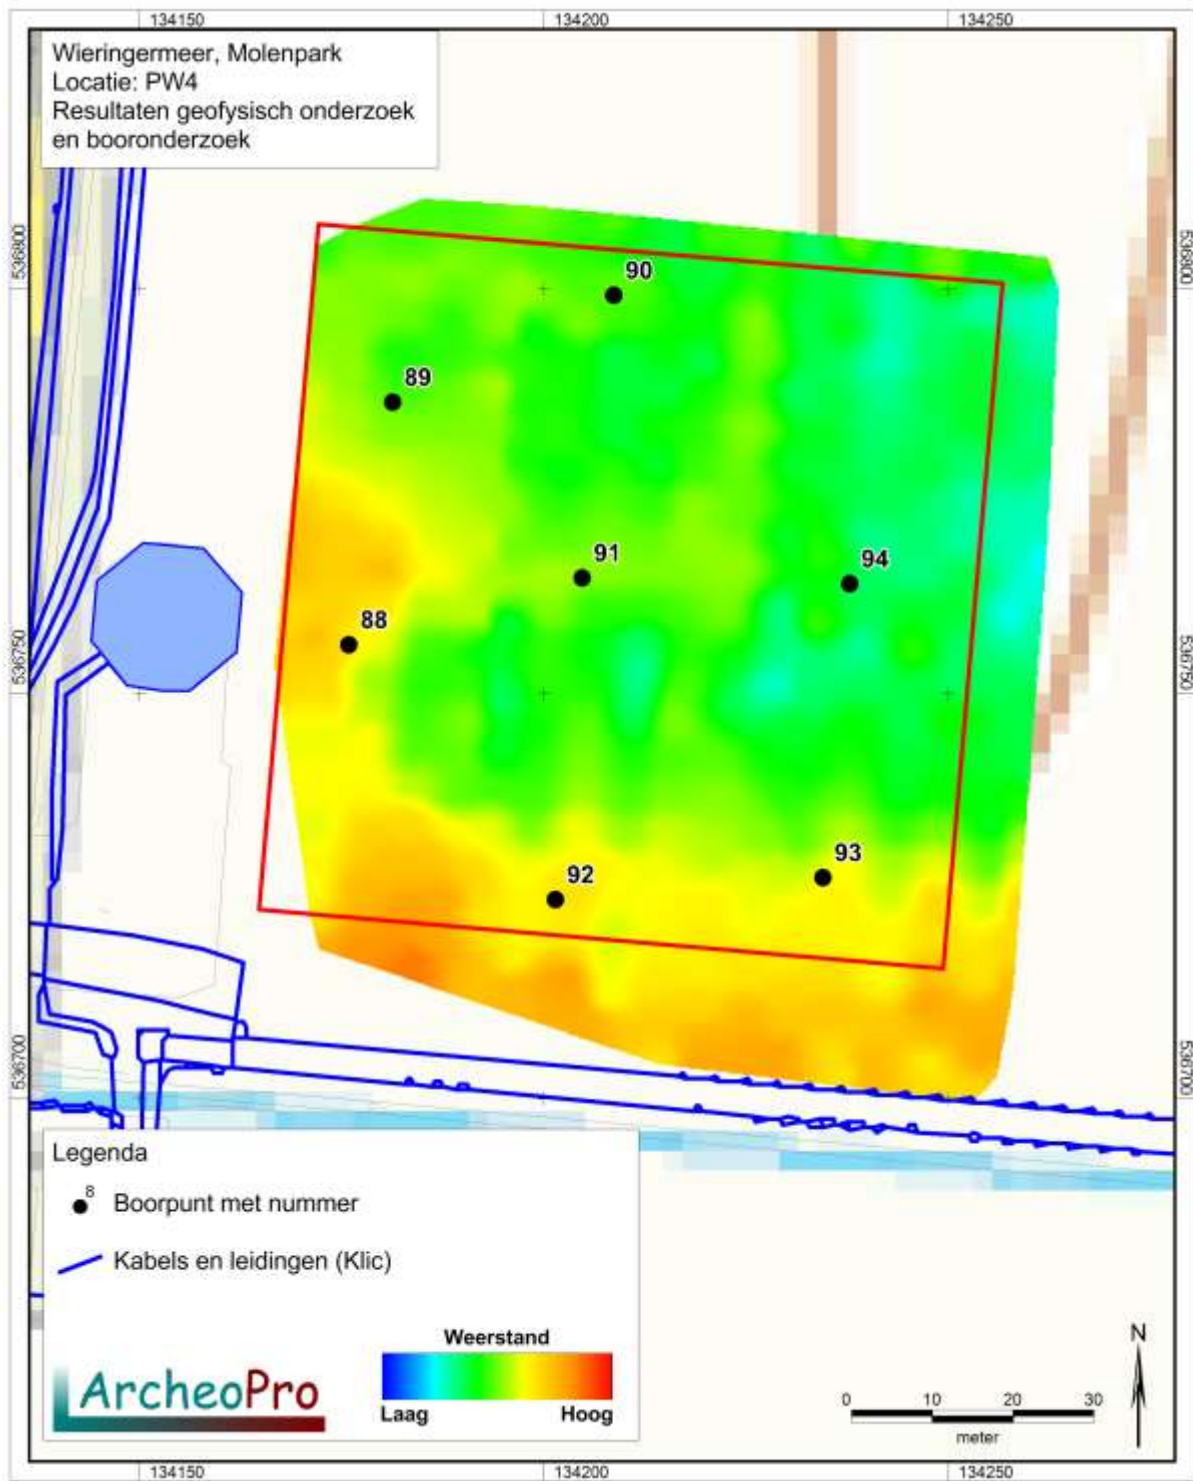 134150 134200 134250
Wieringermeer, Molenpark
Locatie: PW4
Resultaten geofysisch onderzoek
en booronderzoek
536800 536800
90
89
91
94
88
536750 536750
93
92
536700 536700
Legenda
8 Boorpunt met nummer
Kabels en leidingen (Klic)
Weerstand
Laag Hoog
ArcheoPro
N
0 10 20 30
meter
134150 134200 134250